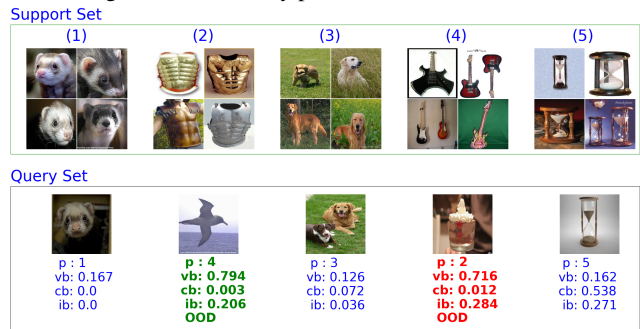 Support Set
(1) (2) (3) (4) (5)
Query Set
p : 1
vb: 0.167
cb: 0.0
ib: 0.0
p : 4
vb: 0.794
cb: 0.003
ib: 0.206
OOD
p : 3
vb: 0.126
cb: 0.072
ib: 0.036
p : 2
vb: 0.716
cb: 0.012
ib: 0.284
OOD
p : 5
vb: 0.162
cb: 0.538
ib: 0.271